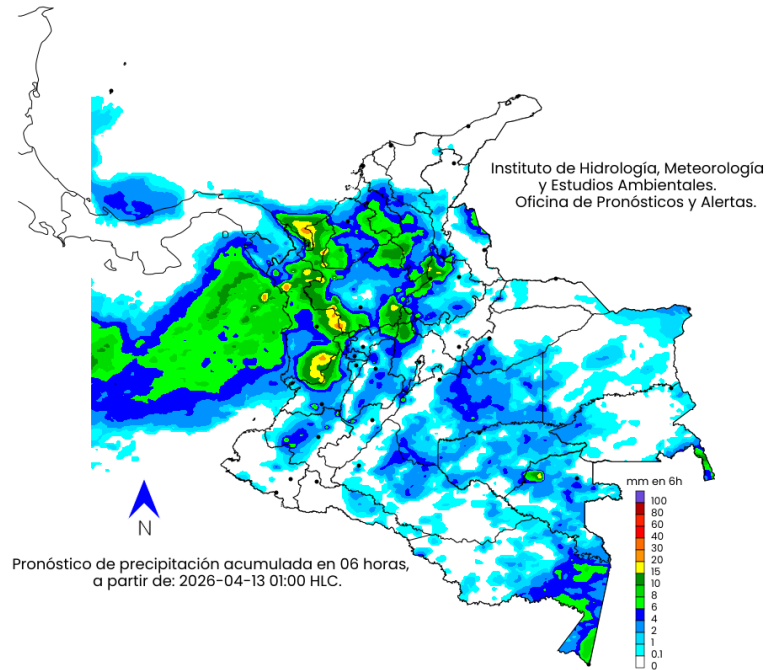 Instituto de Hidrología, Meteorología
y Estudios Ambientales.
Oficina de Pronósticos y Alertas.
mm en 6h
100
80
60
40
30
20
15
10
8
6
4
2
1
0.1
0
N
Pronóstico de precipitación acumulada en 06 horas,
a partir de: 2026-04-13 01:00 HLC.